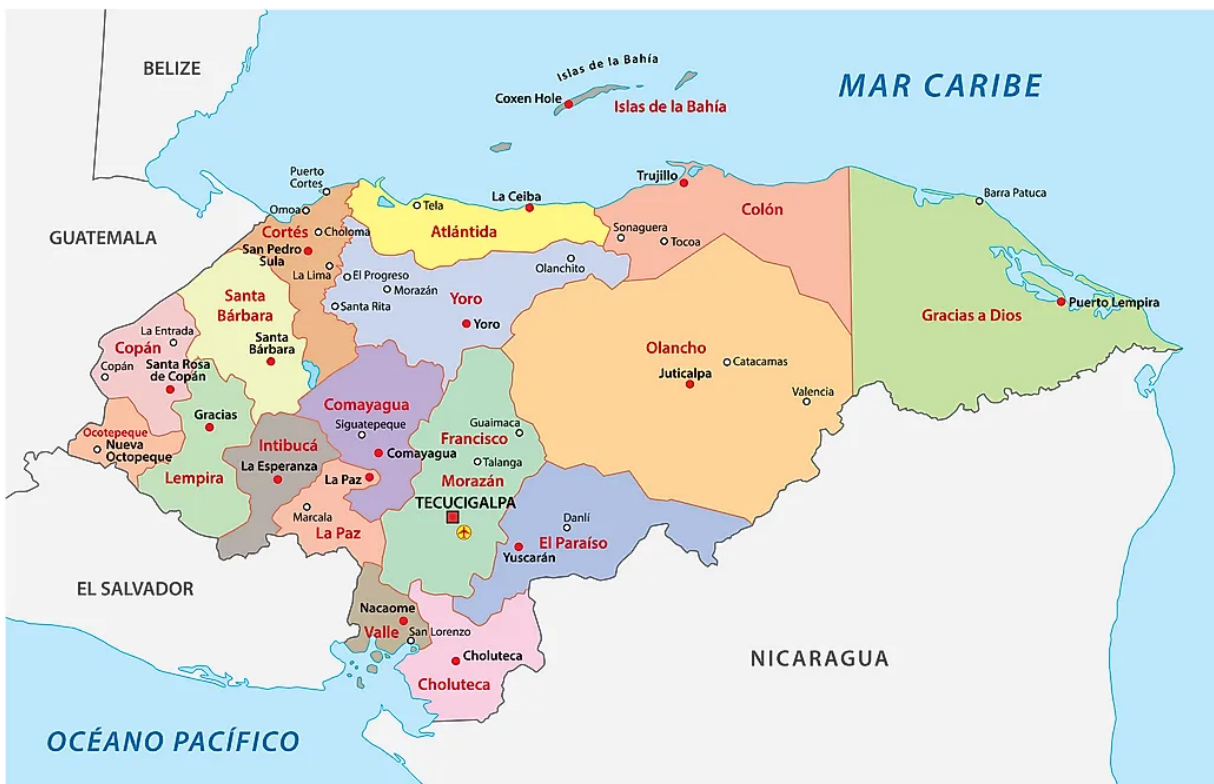 BELIZE
Islas de la Bahía
MAR CARIBE
Coxen Hole
Islas de la Bahía
Puerto
Cortes
Trujillo
La Ceiba
Barra Patuca
Omoa
Tela
Colón
GUATEMALA
Cortés
Choloma
Atlántida
Sonaguera
Tocoa
San Pedro
Sula
La Lima
El Progreso
Olanchito
Morazán
Santa
Bárbara
Santa Rita
Yoro
Yoro
Puerto Lempira
Gracias a Dios
La Entrada
Copán
Santa
Bárbara
Olancho
Catacamas
Copán
Santa Rosa
de Copán
Juticalpa
Valencia
Comayagua
Gracias
Siguatepeque
Guaimaca
Ocotepeque
Nueva
Octopeque
Intibucá
Francisco
Morazán
Comayagua
Talanga
La Esperanza
Lempira
La Paz
TECUCIGALPA
Marcala
La Paz
Danlí
El Paraíso
Yuscarán
EL SALVADOR
Nacaome
Valle
San Lorenzo
Choluteca
NICARAGUA
Choluteca
OCÉANO PACÍFICO